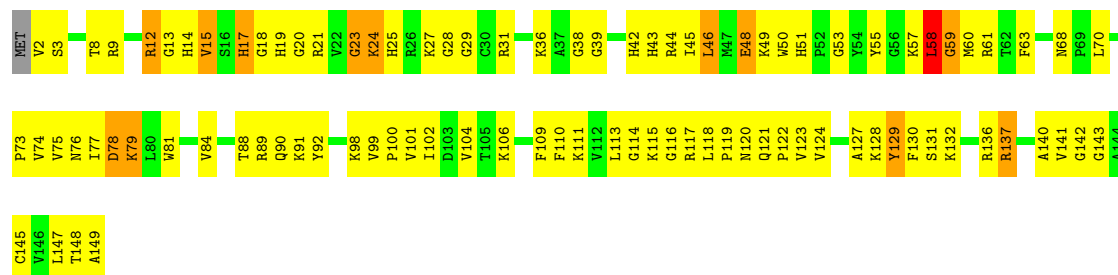 MET V2 S3 T8 R9 R12 G13 H14 V15 S16 H17 G18 H19 G20 R21 V22 G23 K24 H25 R26 K27 G28 G29 C30 R31 K36 A37 G38 G39 H42 H43 R44 I45 L46 M47 E48 K49 W50 H51 P52 G53 Y54 Y55 G56 K57 L58 G59 M60 R61 T62 F63 N68 P69 L70
P73 V74 V75 N76 I77 D78 K79 L80 W81 V84 T88 R89 Q90 K91 Y92 K98 V99 P100 V101 I102 D103 V104 T105 K106 F109 F110 K111 V112 L113 G114 K115 G116 R117 L118 P119 N120 Q121 P122 V123 V124 A127 K128 Y129 F130 S131 K132 R136 R137 A140 V141 G142 G143 A144
C145 V146 L147 T148 A149